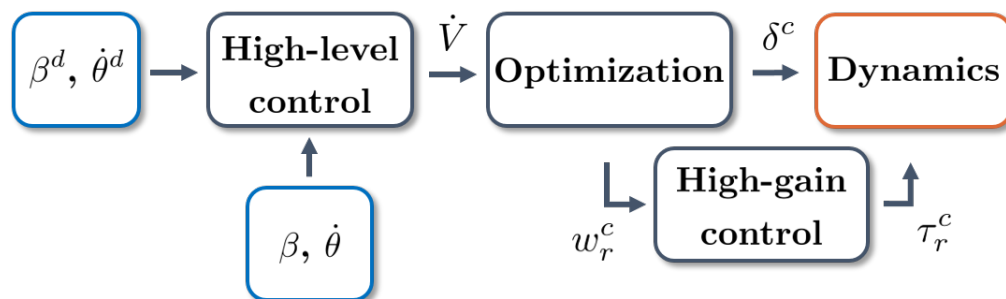 β^d, θ̇^d
High-level
control
V̇
Optimization
δ^c
Dynamics
β, θ̇
w_r^c
High-gain
control
τ_r^c